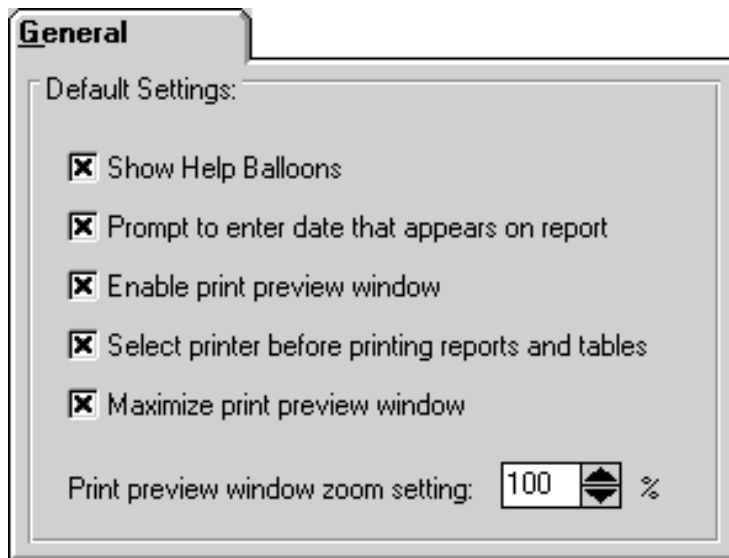 General
Default Settings:
Show Help Balloons
Prompt to enter date that appears on report
Enable print preview window
Select printer before printing reports and tables
Maximize print preview window
Print preview window zoom setting: 100 %